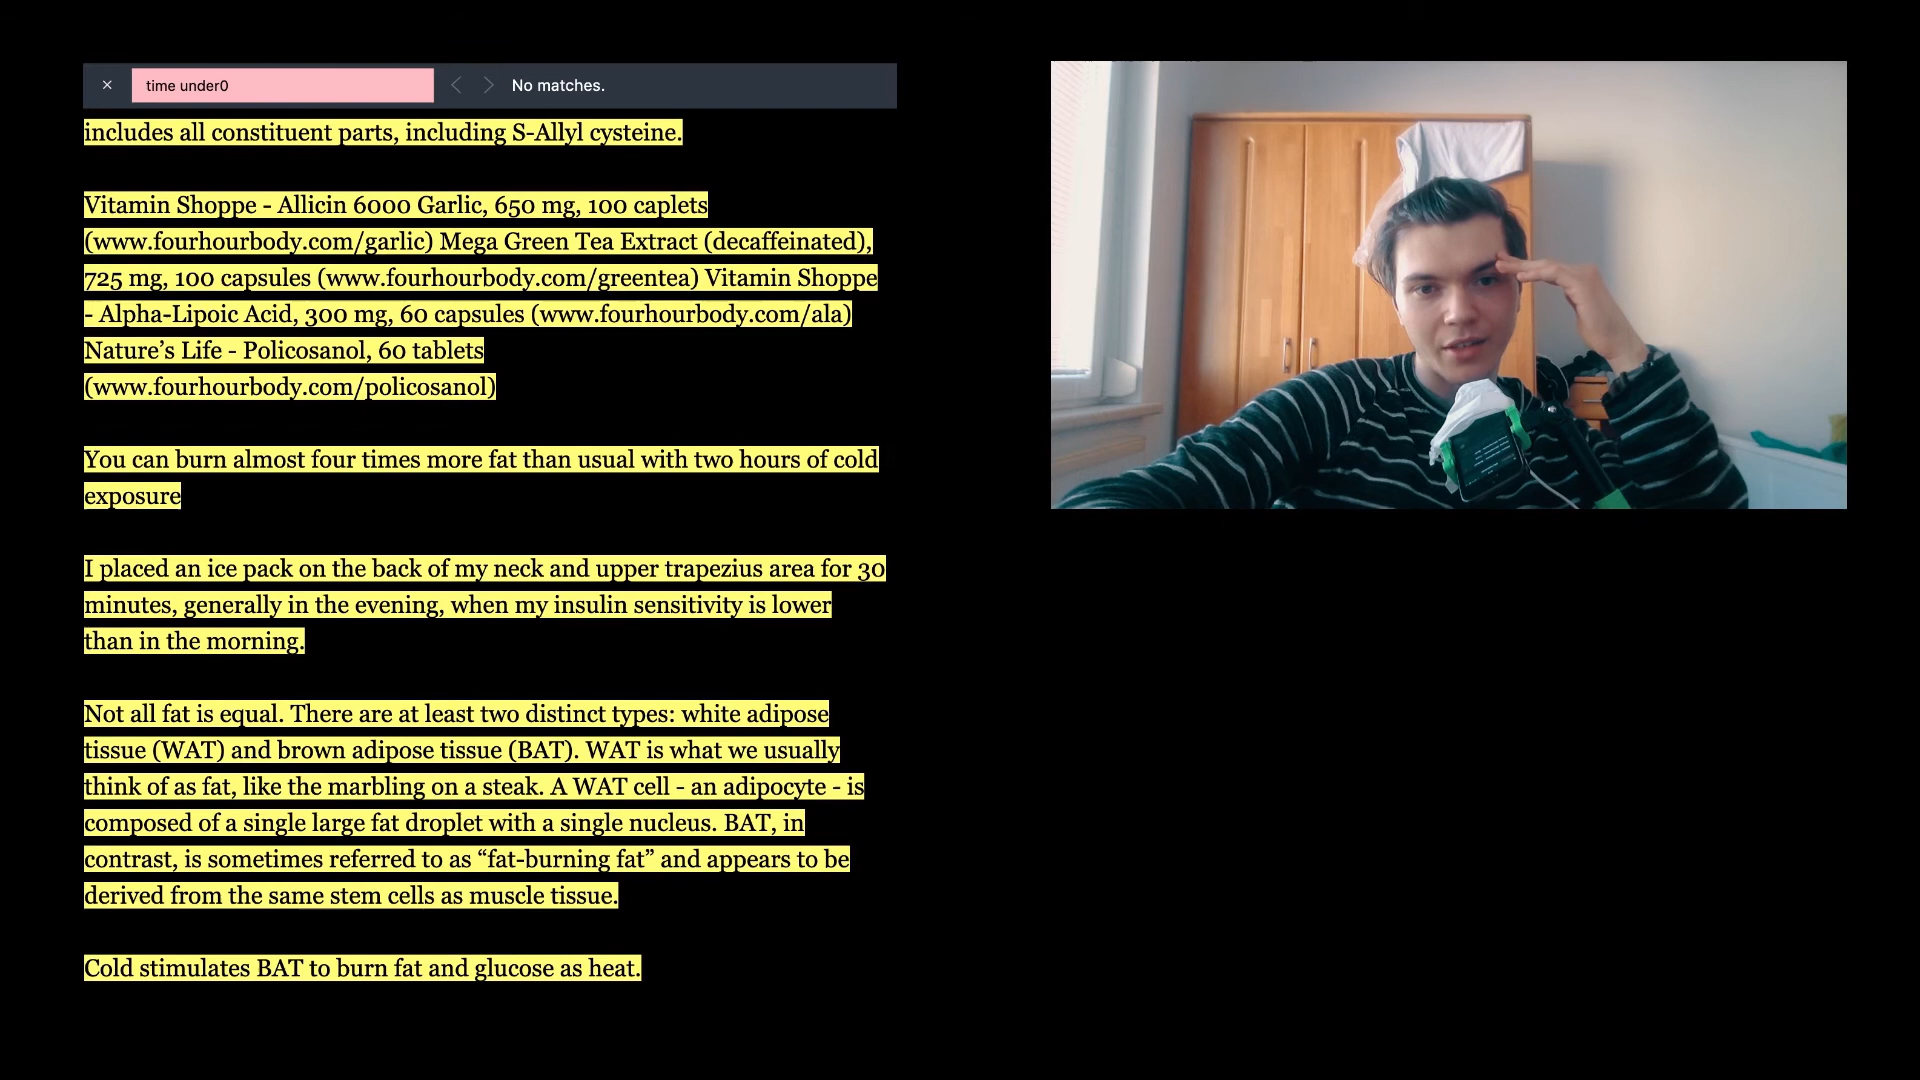 × time under0 No matches.
includes all constituent parts, including S-Allyl cysteine.
Vitamin Shoppe - Allicin 6000 Garlic, 650 mg, 100 caplets
(www.fourhourbody.com/garlic) Mega Green Tea Extract (decaffeinated),
725 mg, 100 capsules (www.fourhourbody.com/greentea) Vitamin Shoppe
- Alpha-Lipoic Acid, 300 mg, 60 capsules (www.fourhourbody.com/ala)
Nature’s Life - Policosanol, 60 tablets
(www.fourhourbody.com/policosanol)
You can burn almost four times more fat than usual with two hours of cold
exposure
I placed an ice pack on the back of my neck and upper trapezius area for 30
minutes, generally in the evening, when my insulin sensitivity is lower
than in the morning.
Not all fat is equal. There are at least two distinct types: white adipose
tissue (WAT) and brown adipose tissue (BAT). WAT is what we usually
think of as fat, like the marbling on a steak. A WAT cell - an adipocyte - is
composed of a single large fat droplet with a single nucleus. BAT, in
contrast, is sometimes referred to as “fat-burning fat” and appears to be
derived from the same stem cells as muscle tissue.
Cold stimulates BAT to burn fat and glucose as heat.